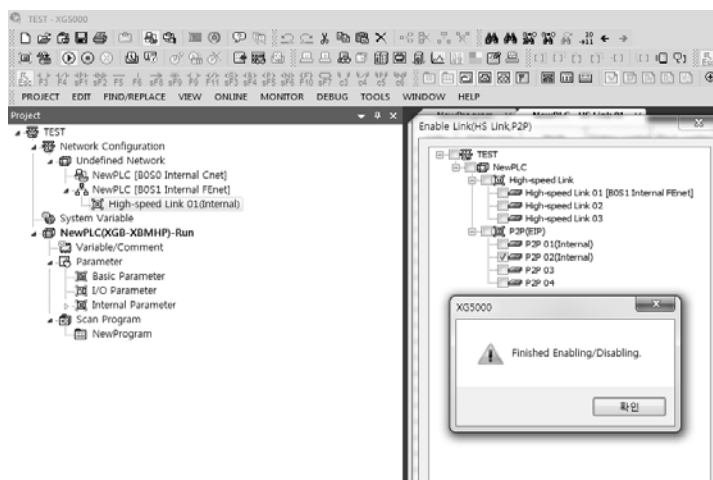 TEST - XG5000
PROJECT EDIT FIND/REPLACE VIEW ONLINE MONITOR DEBUG TOOLS WINDOW HELP
Project
TEST
Network Configuration
Undefined Network
NewPLC [B0S0 Internal Cnet]
NewPLC [B0S1 Internal FEnet]
High-speed Link 01(Internal)
System Variable
NewPLC(XGB-XBMHP)-Run
Variable/Comment
Parameter
Basic Parameter
I/O Parameter
Internal Parameter
Scan Program
NewProgram
Enable Link(HS Link,P2P)
TEST
NewPLC
High-speed Link
High-speed Link 01 [B0S1 Internal FEnet]
High-speed Link 02
High-speed Link 03
P2P(EIP)
P2P 01(Internal)
P2P 02(Internal)
P2P 03
P2P 04
XG5000
Finished Enabling/Disabling.
확인